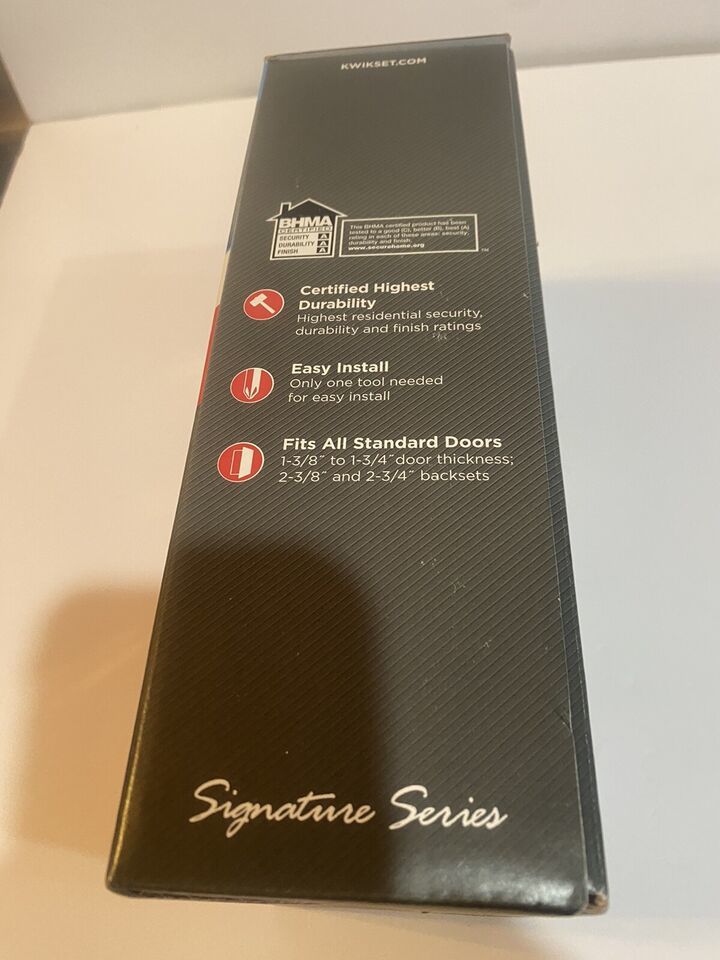 KWIKSET.COM
BHMA
CERTIFIED
SECURITY A
DURABILITY A
FINISH A
This BHMA certified product has been
tested to a good (C), better (B), best (A)
rating in each of these areas: security,
durability and finish.
www.securehome.org
TM
Certified Highest
Durability
Highest residential security,
durability and finish ratings
Easy Install
Only one tool needed
for easy install
Fits All Standard Doors
1-3/8" to 1-3/4" door thickness;
2-3/8" and 2-3/4" backsets
Signature Series